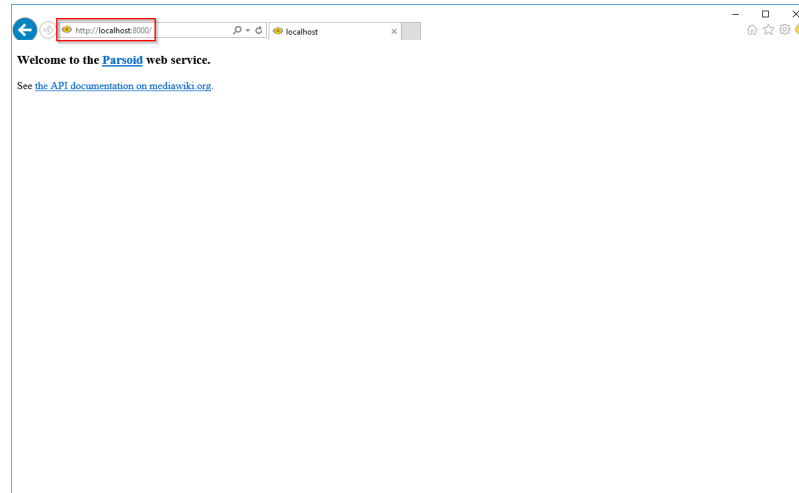 http://localhost:8000/
localhost
Welcome to the Parsoid web service.
See the API documentation on mediawiki.org.